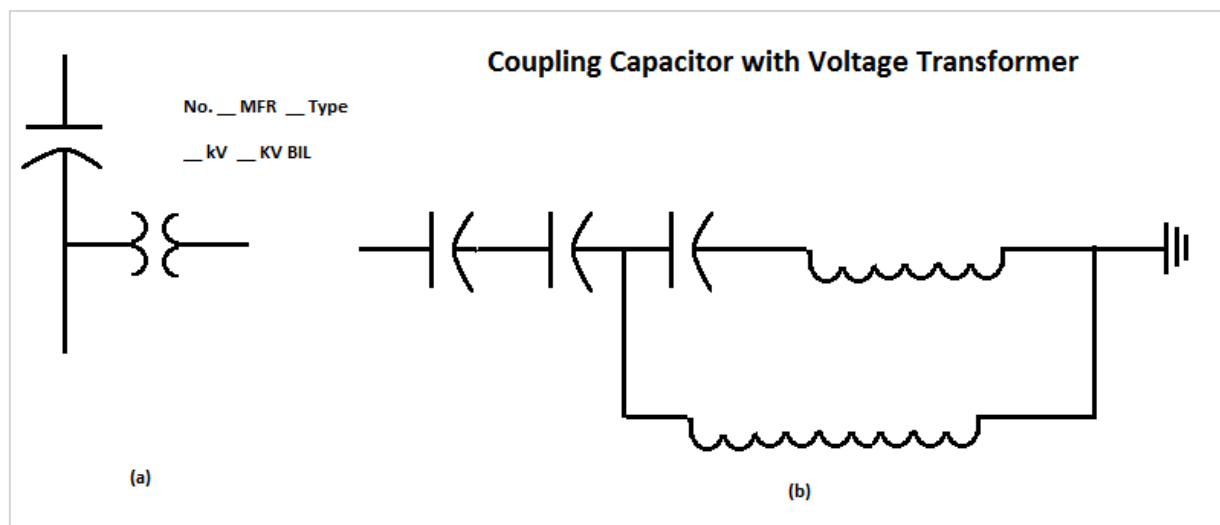 Coupling Capacitor with Voltage Transformer
No. __ MFR __ Type
__ kV __ KV BIL
(a)
(b)